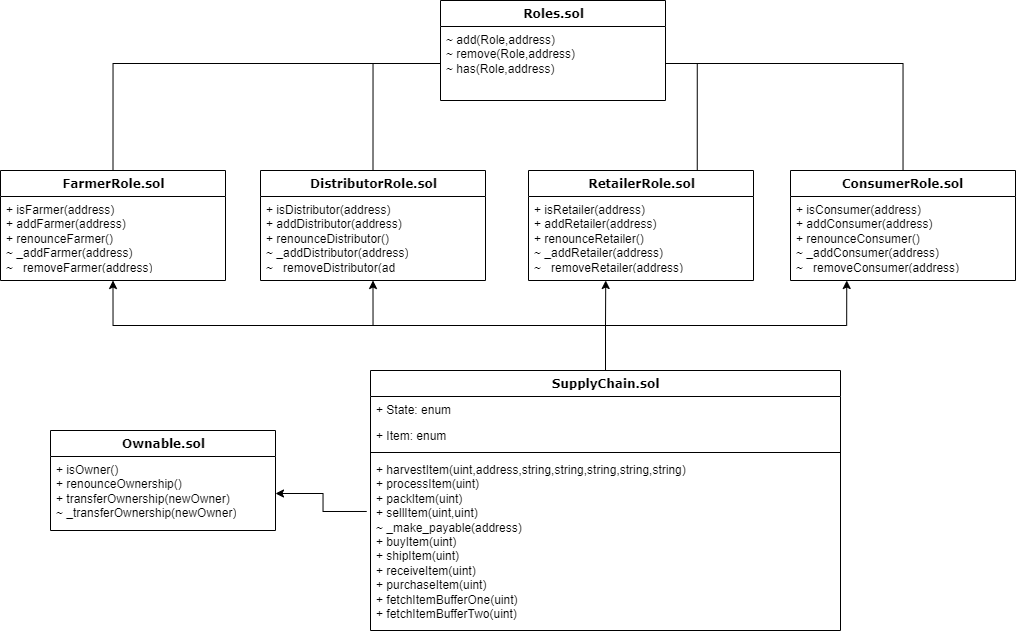 Roles.sol
~ add(Role,address)
~ remove(Role,address)
~ has(Role,address)
FarmerRole.sol
+ isFarmer(address)
+ addFarmer(address)
+ renounceFarmer()
~ _addFarmer(address)
~ _removeFarmer(address)
DistributorRole.sol
+ isDistributor(address)
+ addDistributor(address)
+ renounceDistributor()
~ _addDistributor(address)
~ _removeDistributor(ad
RetailerRole.sol
+ isRetailer(address)
+ addRetailer(address)
+ renounceRetailer()
~ _addRetailer(address)
~ _removeRetailer(address)
ConsumerRole.sol
+ isConsumer(address)
+ addConsumer(address)
+ renounceConsumer()
~ _addConsumer(address)
~ _removeConsumer(address)
SupplyChain.sol
+ State: enum
+ Item: enum
+ harvestItem(uint,address,string,string,string,string,string)
+ processItem(uint)
+ packItem(uint)
+ sellItem(uint,uint)
~ _make_payable(address)
+ buyItem(uint)
+ shipItem(uint)
+ receiveItem(uint)
+ purchaseItem(uint)
+ fetchItemBufferOne(uint)
+ fetchItemBufferTwo(uint)
Ownable.sol
+ isOwner()
+ renounceOwnership()
+ transferOwnership(newOwner)
~ _transferOwnership(newOwner)